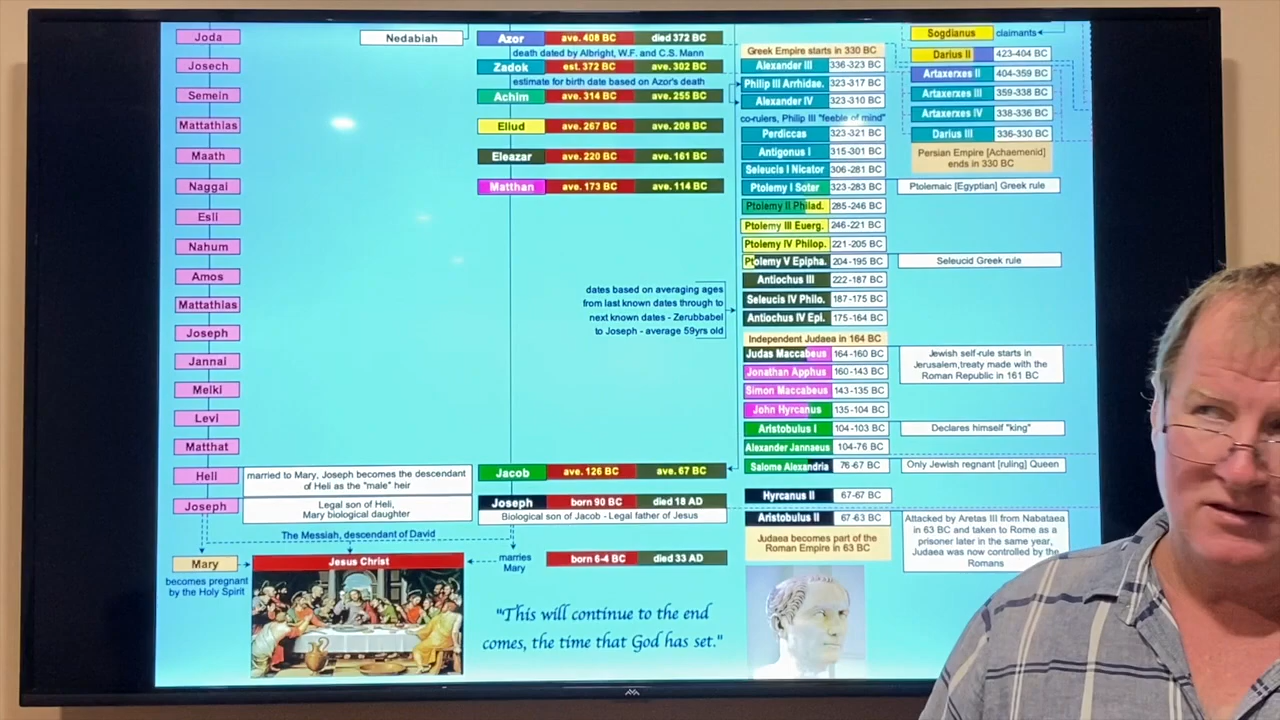 Joda
Josech
Semein
Mattathias
Maath
Naggai
Esli
Nahum
Amos
Mattathias
Joseph
Jannai
Melki
Levi
Matthat
Heli
married to Mary, Joseph becomes the descendant
of Heli as the "male" heir
Joseph
Legal son of Heli,
Mary biological daughter
The Messiah, descendant of David
Mary
becomes pregnant
by the Holy Spirit
Jesus Christ
Nedabiah
Azor ave. 408 BC died 372 BC
death dated by Albright, W.F. and C.S. Mann
Zadok est. 372 BC ave. 302 BC
estimate for birth date based on Azor's death
Achim ave. 314 BC ave. 255 BC
Eliud ave. 267 BC ave. 208 BC
Eleazar ave. 220 BC ave. 161 BC
Matthan ave. 173 BC ave. 114 BC
dates based on averaging ages
from last known dates through to
next known dates - Zerubbabel
to Joseph - average 59yrs old
Jacob ave. 126 BC ave. 67 BC
Joseph born 90 BC died 18 AD
Biological son of Jacob - Legal father of Jesus
marries
Mary
born 6-4 BC died 33 AD
"This will continue to the end
comes, the time that God has set."
Greek Empire starts in 330 BC
Alexander III 336-323 BC
Philip III Arrhidae. 323-317 BC
Alexander IV 323-310 BC
co-rulers, Philip III "feeble of mind"
Perdiccas 323-321 BC
Antigonus I 315-301 BC
Seleucis I Nicator 306-281 BC
Ptolemy I Soter 323-283 BC
Ptolemaic [Egyptian] Greek rule
Ptolemy II Philad. 285-246 BC
Ptolemy III Euerg. 246-221 BC
Ptolemy IV Philop. 221-205 BC
Ptolemy V Epipha. 204-195 BC
Seleucid Greek rule
Antiochus III 222-187 BC
Seleucis IV Philo. 187-175 BC
Antiochus IV Epi. 175-164 BC
Independent Judaea in 164 BC
Judas Maccabeus 164-160 BC
Jewish self-rule starts in
Jerusalem,treaty made with the
Roman Republic in 161 BC
Jonathan Apphus 160-143 BC
Simon Maccabeus 143-135 BC
John Hyrcanus 135-104 BC
Aristobulus I 104-103 BC
Declares himself "king"
Alexander Jannaeus 104-76 BC
Salome Alexandria 76-67 BC
Only Jewish regnant [ruling] Queen
Hyrcanus II 67-67 BC
Aristobulus II 67-63 BC
Judaea becomes part of the
Roman Empire in 63 BC
Attacked by Aretas III from Nabataea
in 63 BC and taken to Rome as a
prisoner later in the same year,
Judaea was now controlled by the
Romans
Sogdianus claimants
Darius II 423-404 BC
Artaxerxes II 404-359 BC
Artaxerxes III 359-338 BC
Artaxerxes IV 338-336 BC
Darius III 336-330 BC
Persian Empire [Achaemenid]
ends in 330 BC